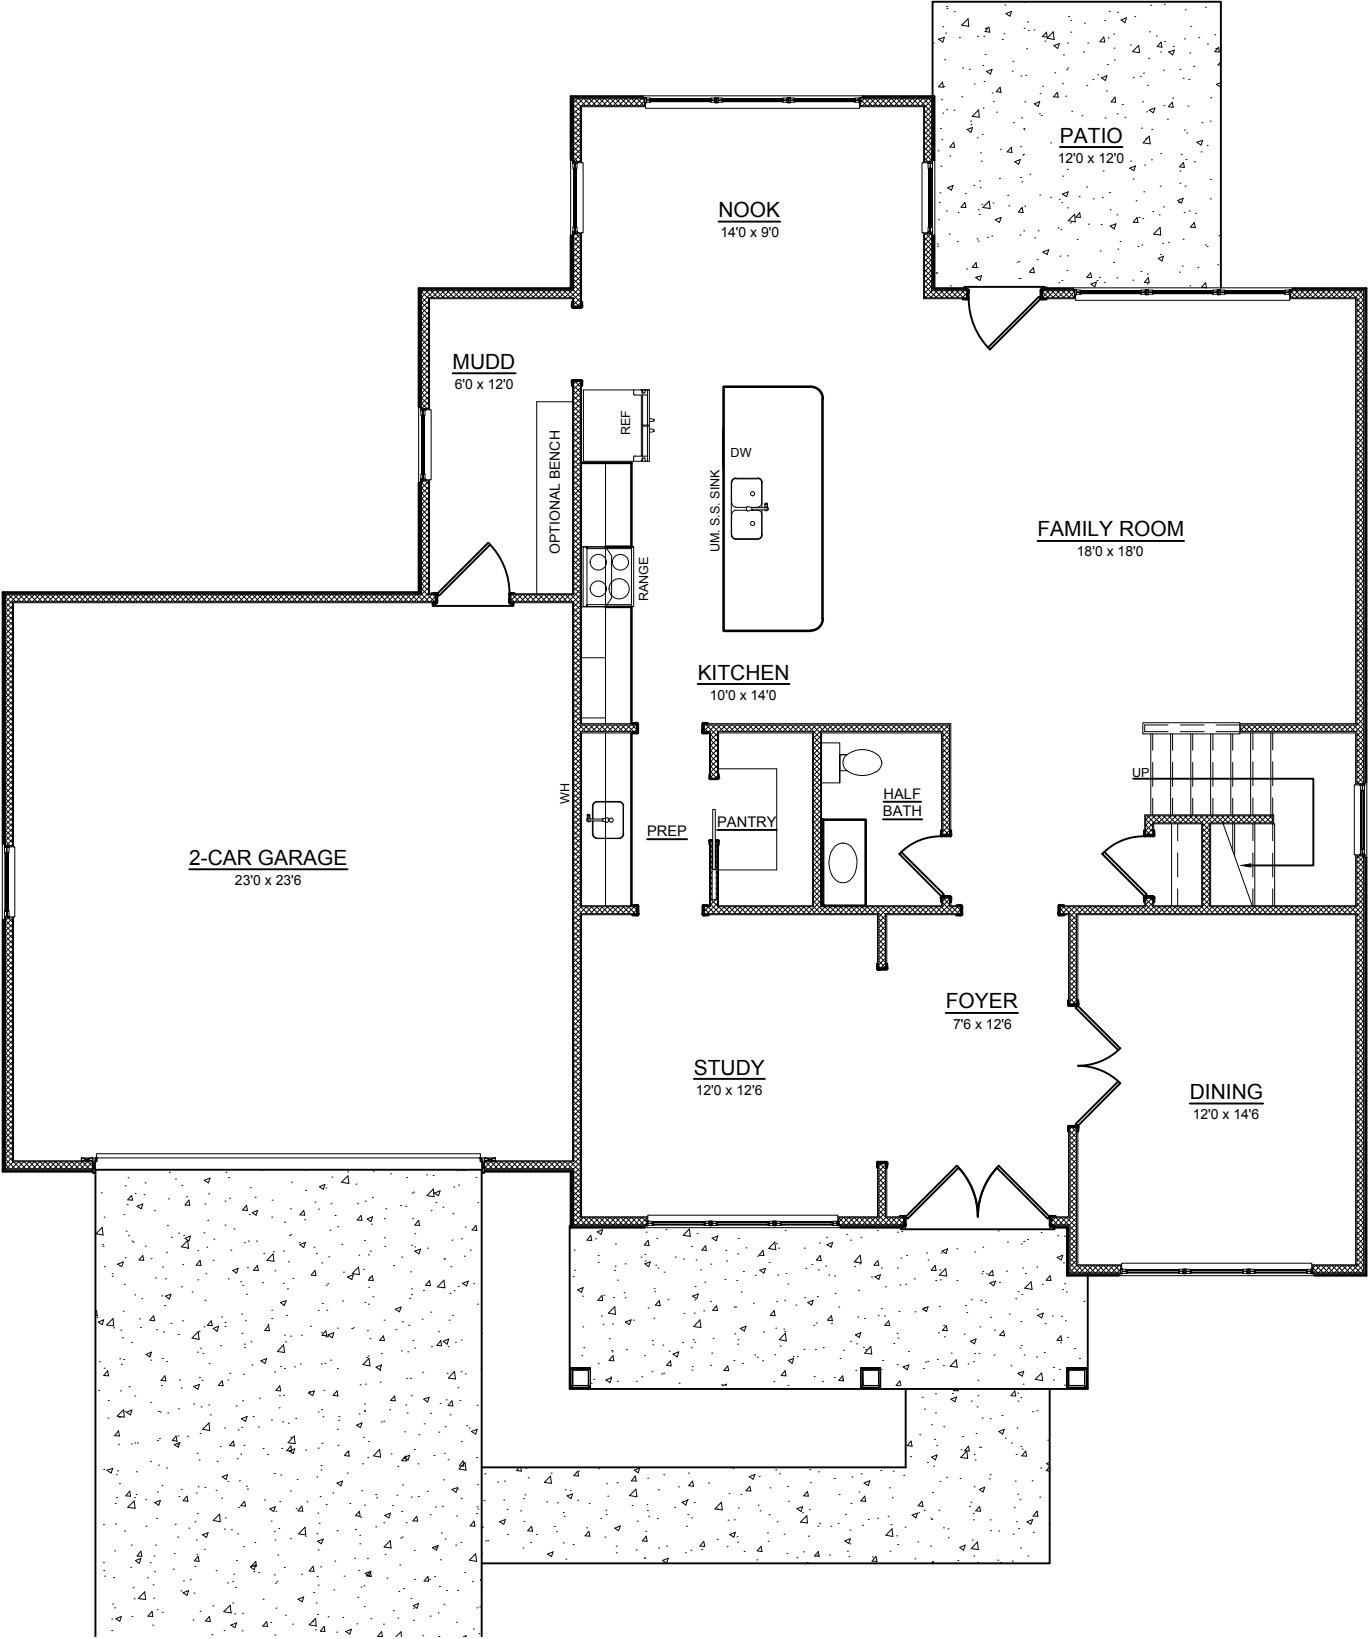 PATIO
12'0 x 12'0
NOOK
14'0 x 9'0
MUDD
6'0 x 12'0
REF
OPTIONAL BENCH
DW
UM. S.S. SINK
RANGE
FAMILY ROOM
18'0 x 18'0
KITCHEN
10'0 x 14'0
UP
WH
PREP
PANTRY
HALF
BATH
2-CAR GARAGE
23'0 x 23'6
FOYER
7'6 x 12'6
STUDY
12'0 x 12'6
DINING
12'0 x 14'6